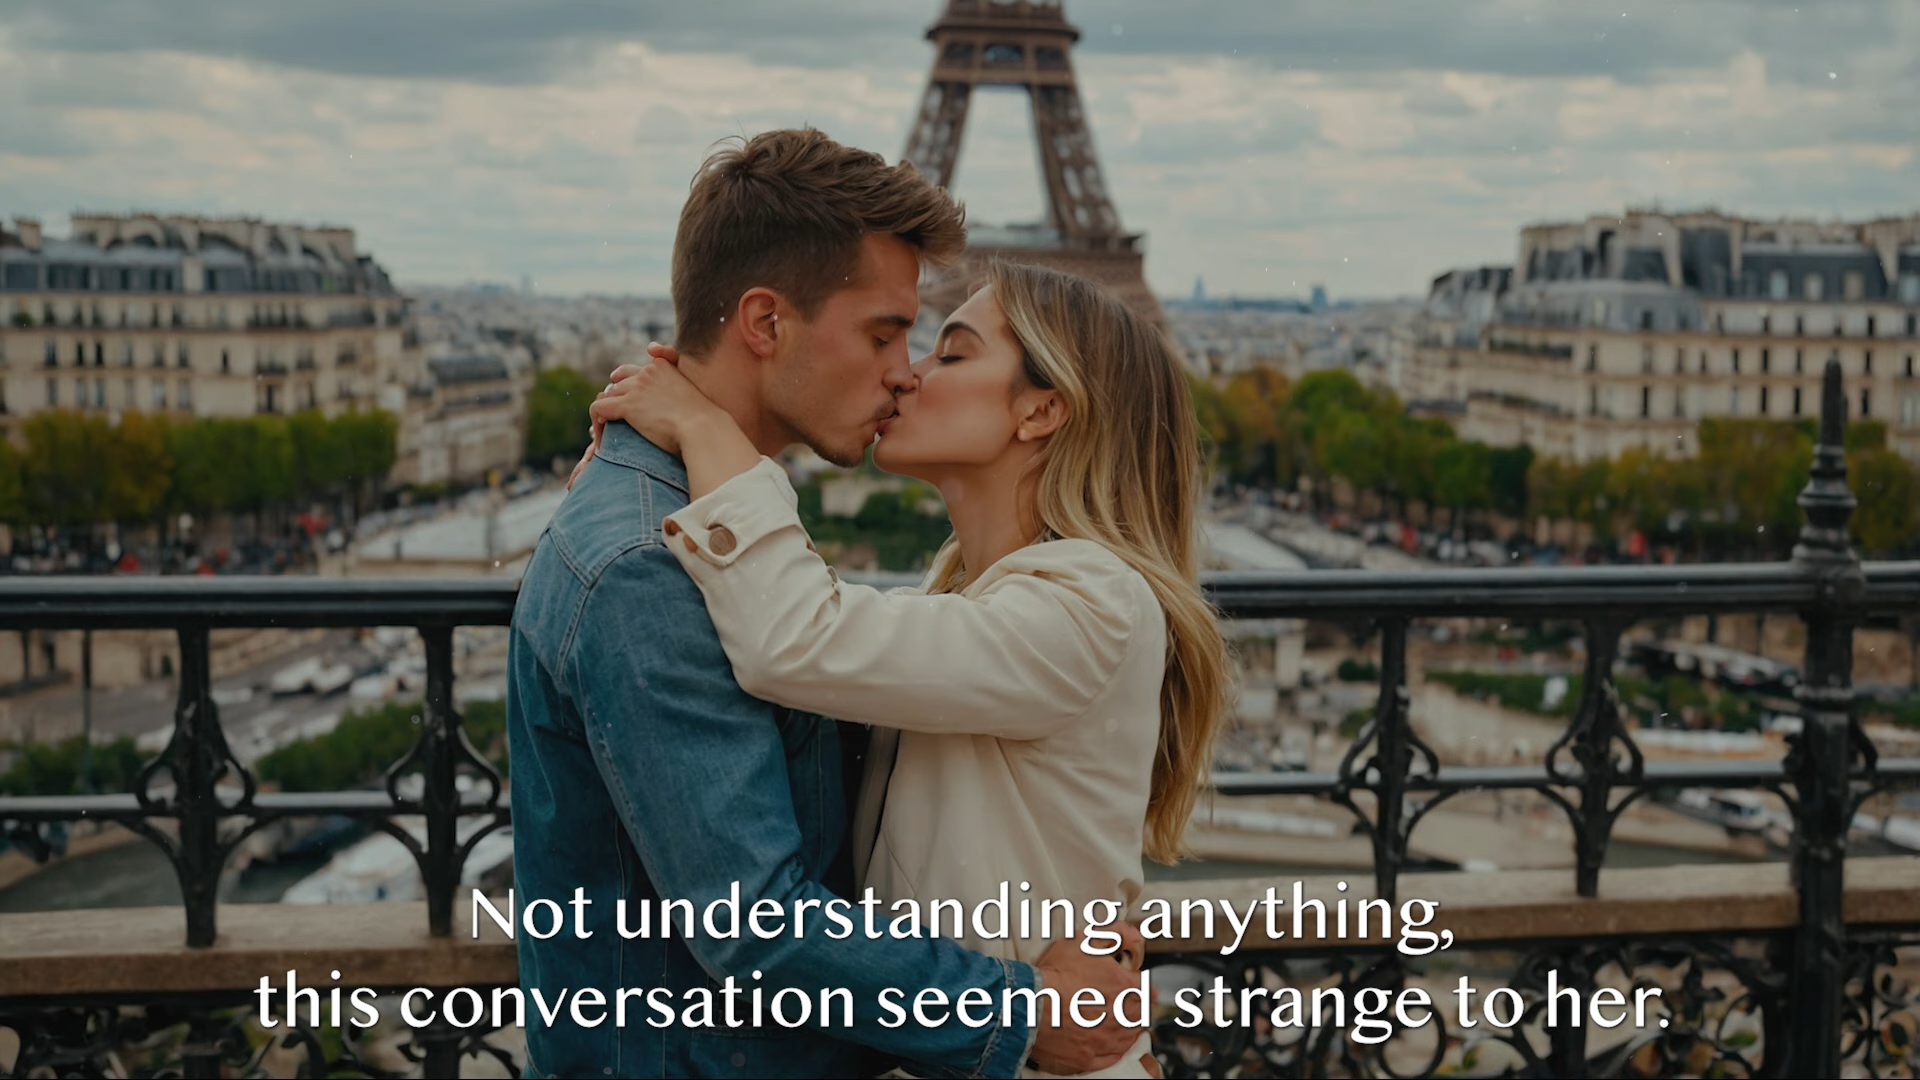 Not understanding anything,
this conversation seemed strange to her.